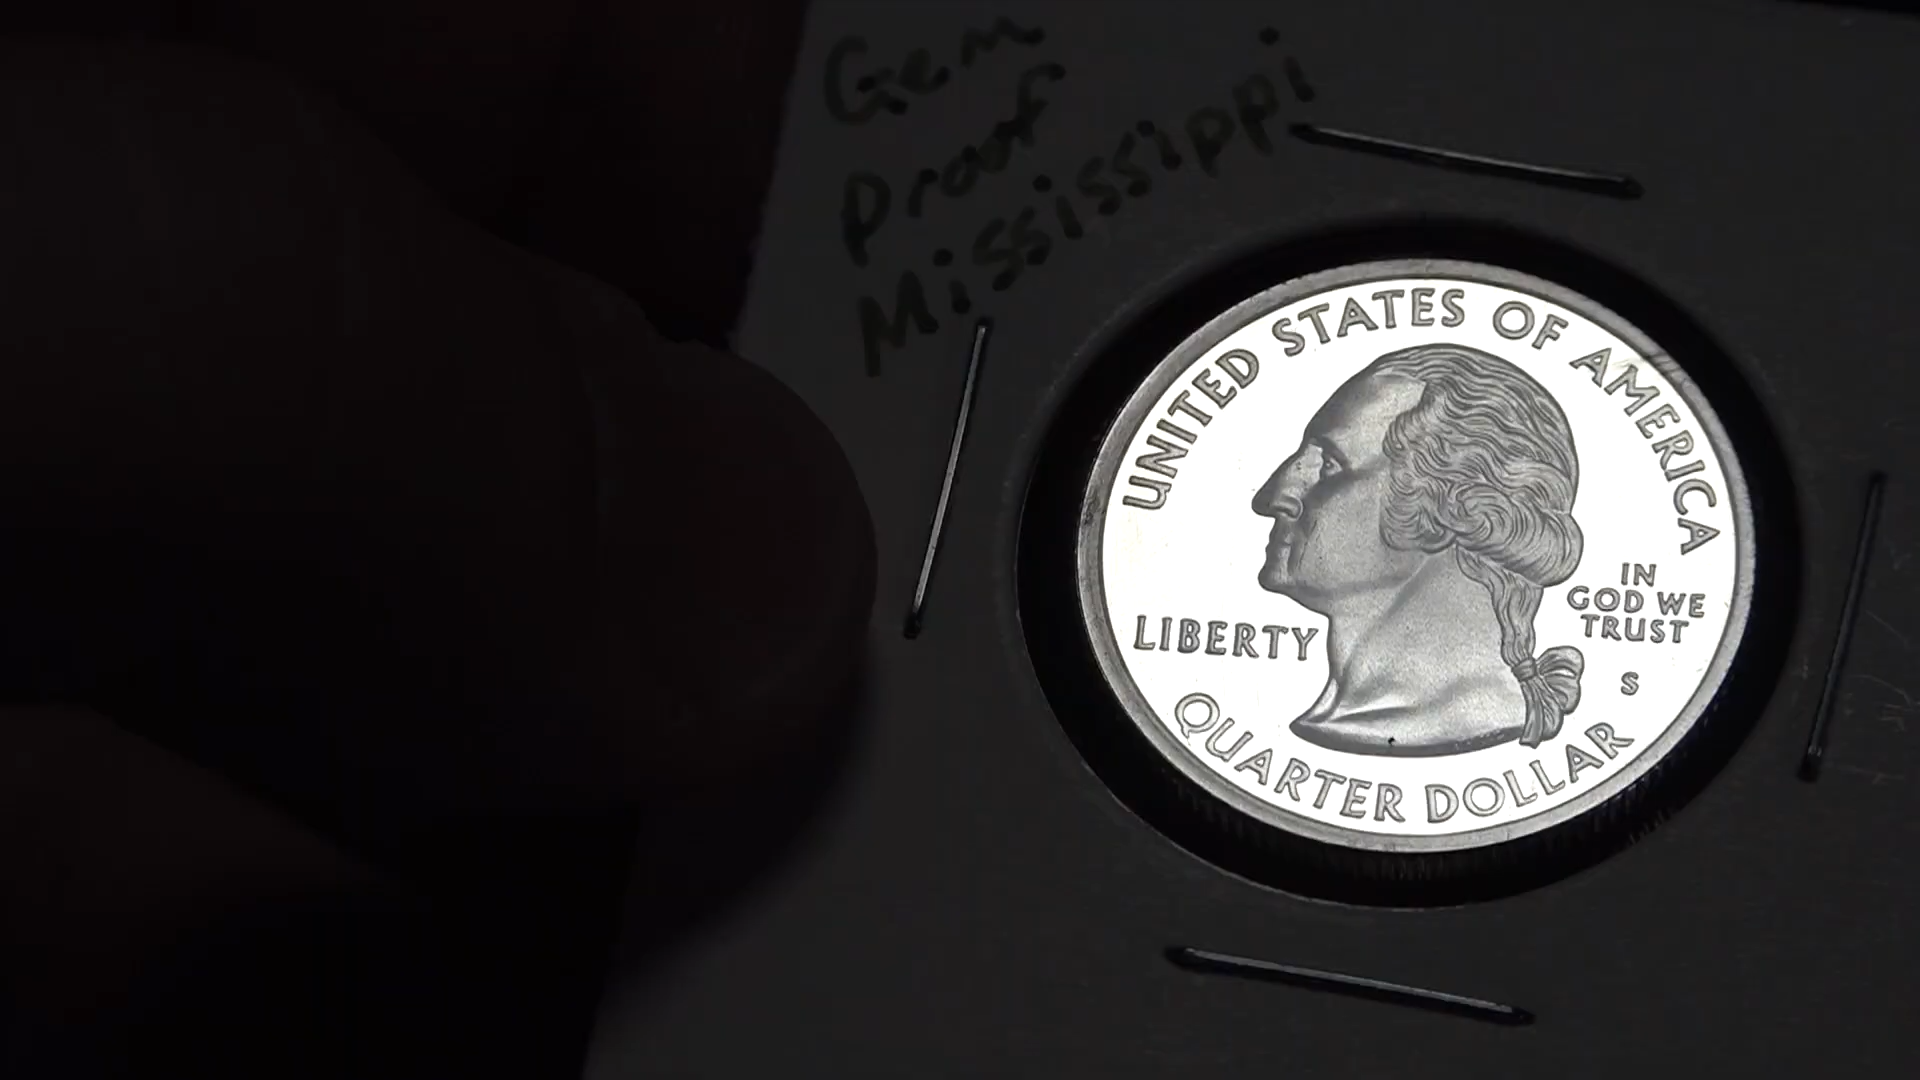 Gem
Proof
Mississippi
UNITED STATES OF AMERICA
LIBERTY
IN
GOD WE
TRUST
S
QUARTER DOLLAR